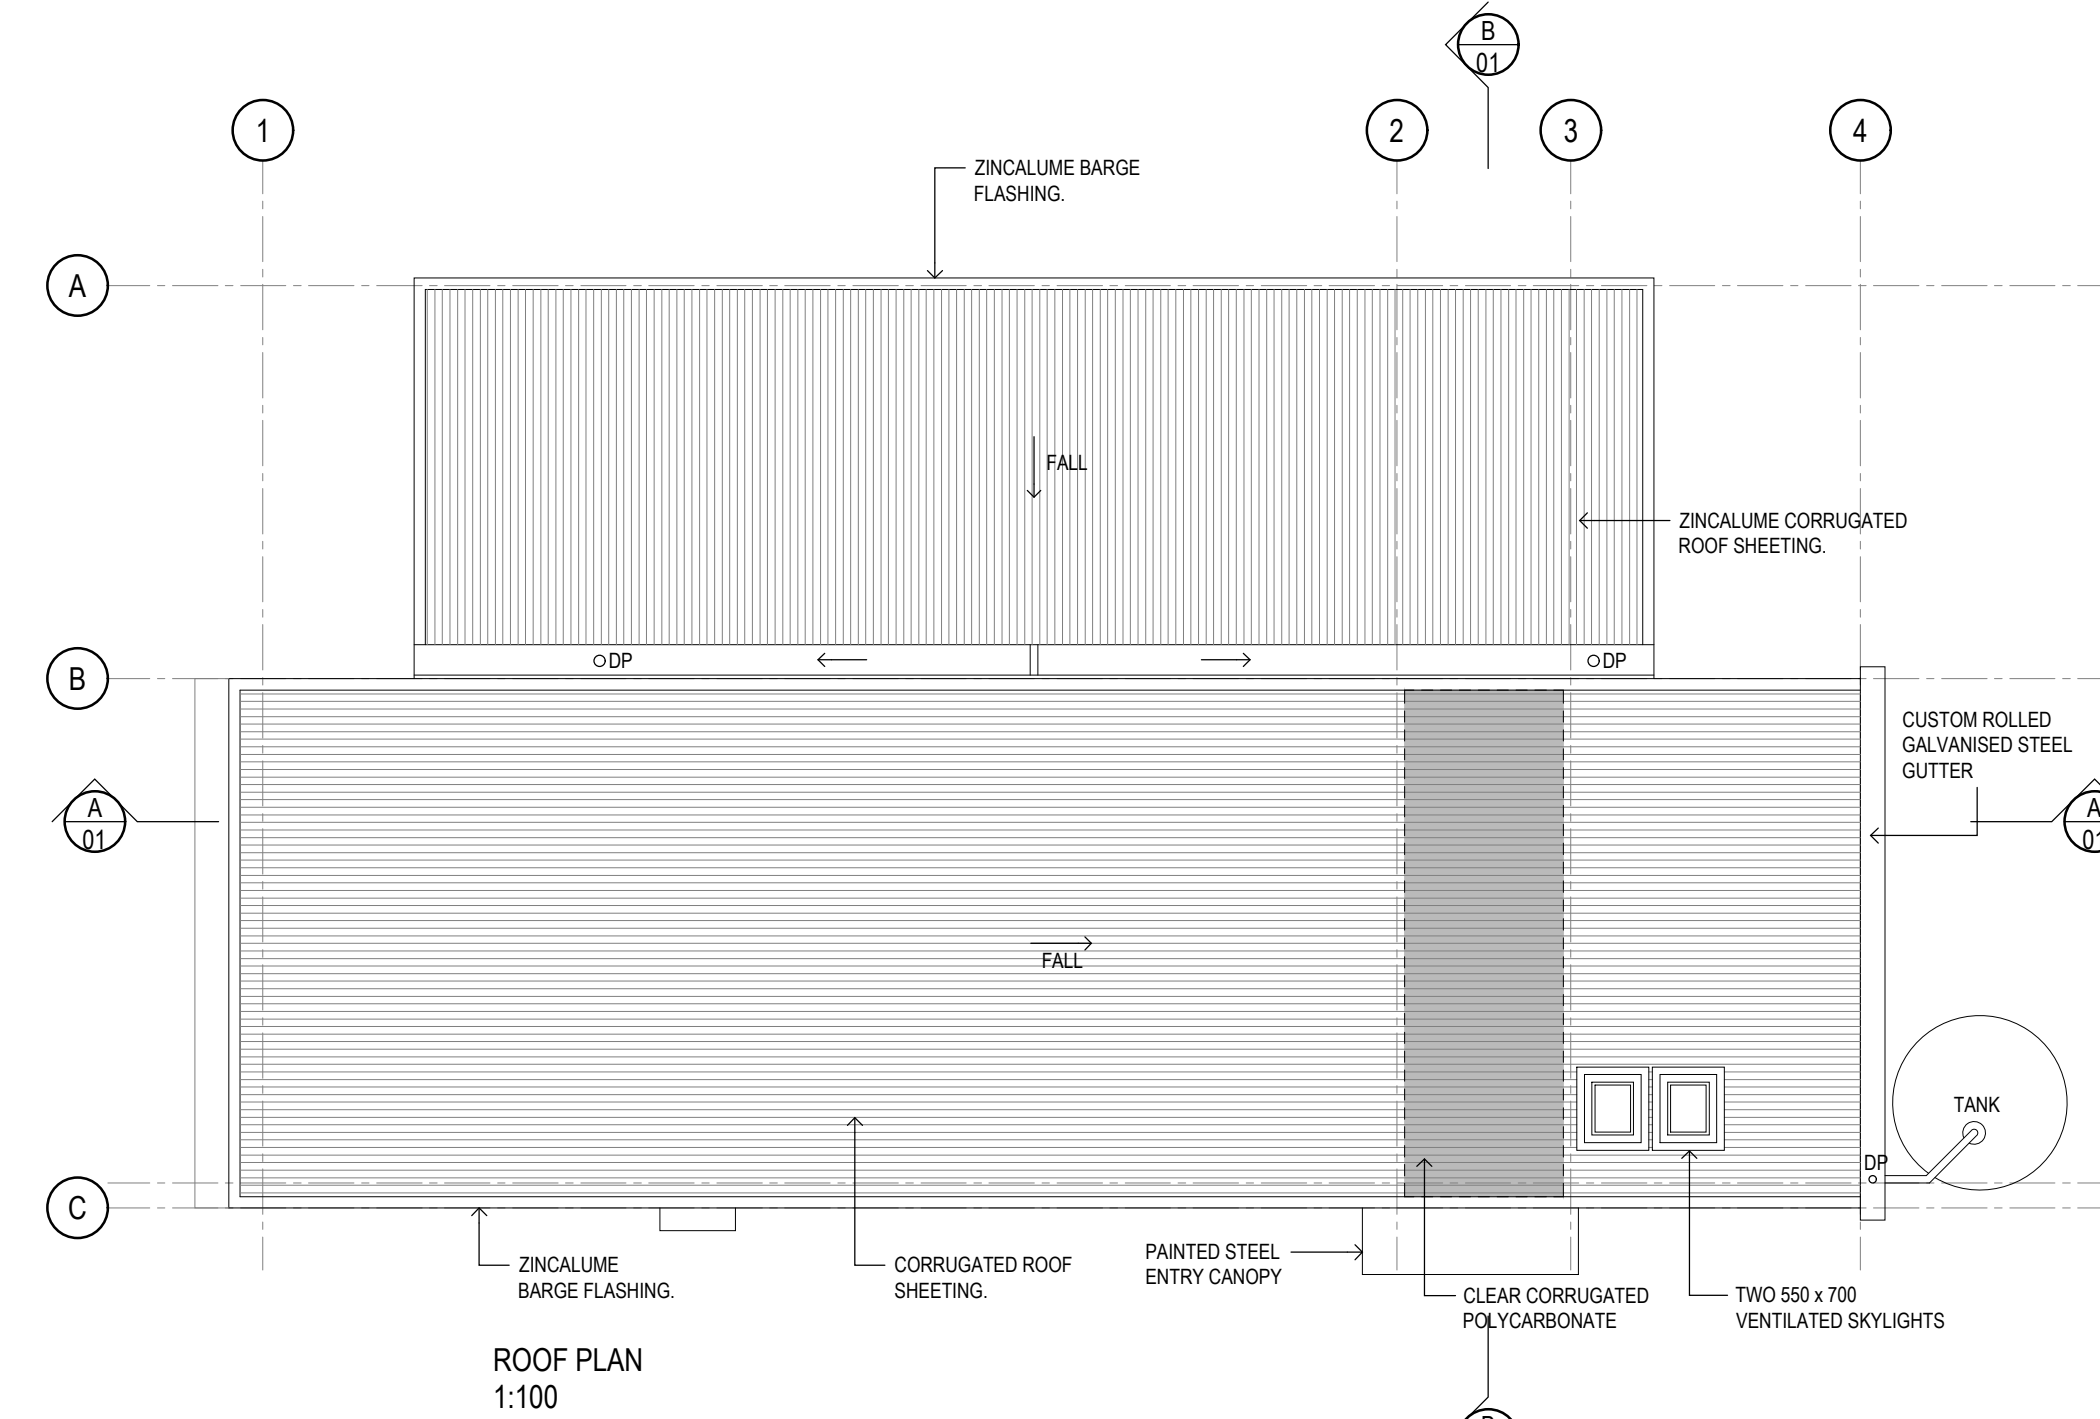 B
01
1
2
3
4
ZINCALUME BARGE
FLASHING.
A
FALL
ZINCALUME CORRUGATED
ROOF SHEETING.
DP
DP
B
CUSTOM ROLLED
GALVANISED STEEL
GUTTER
A
01
A
01
FALL
TANK
DP
C
ZINCALUME
BARGE FLASHING.
CORRUGATED ROOF
SHEETING.
PAINTED STEEL
ENTRY CANOPY
CLEAR CORRUGATED
POLYCARBONATE
TWO 550 x 700
VENTILATED SKYLIGHTS
ROOF PLAN
1:100